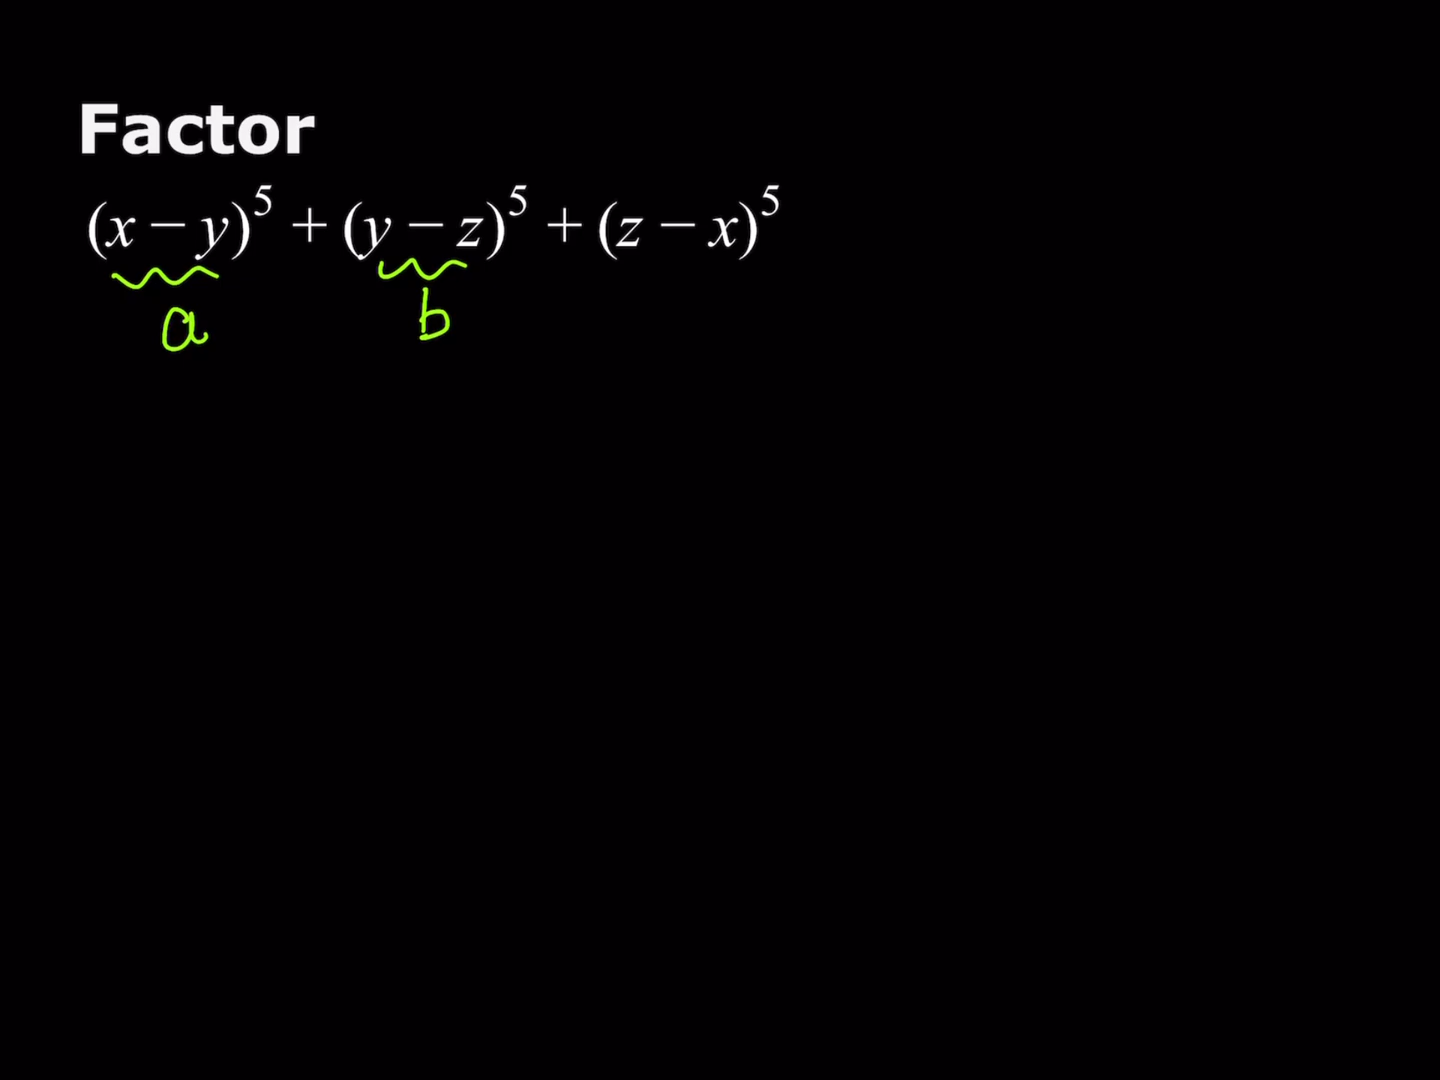 Factor
(x − y)⁵ + (y − z)⁵ + (z − x)⁵
a b